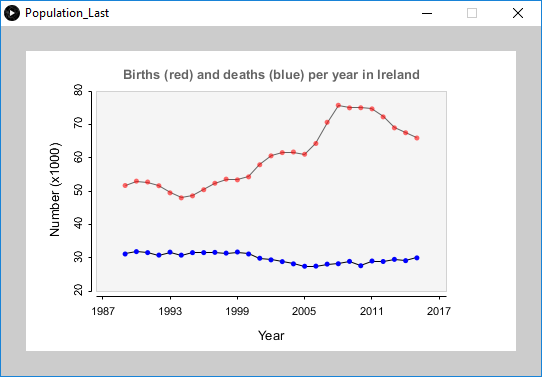 Population_Last
Births (red) and deaths (blue) per year in Ireland
80
70
60
50
40
30
20
Number (x1000)
1987 1993 1999 2005 2011 2017
Year